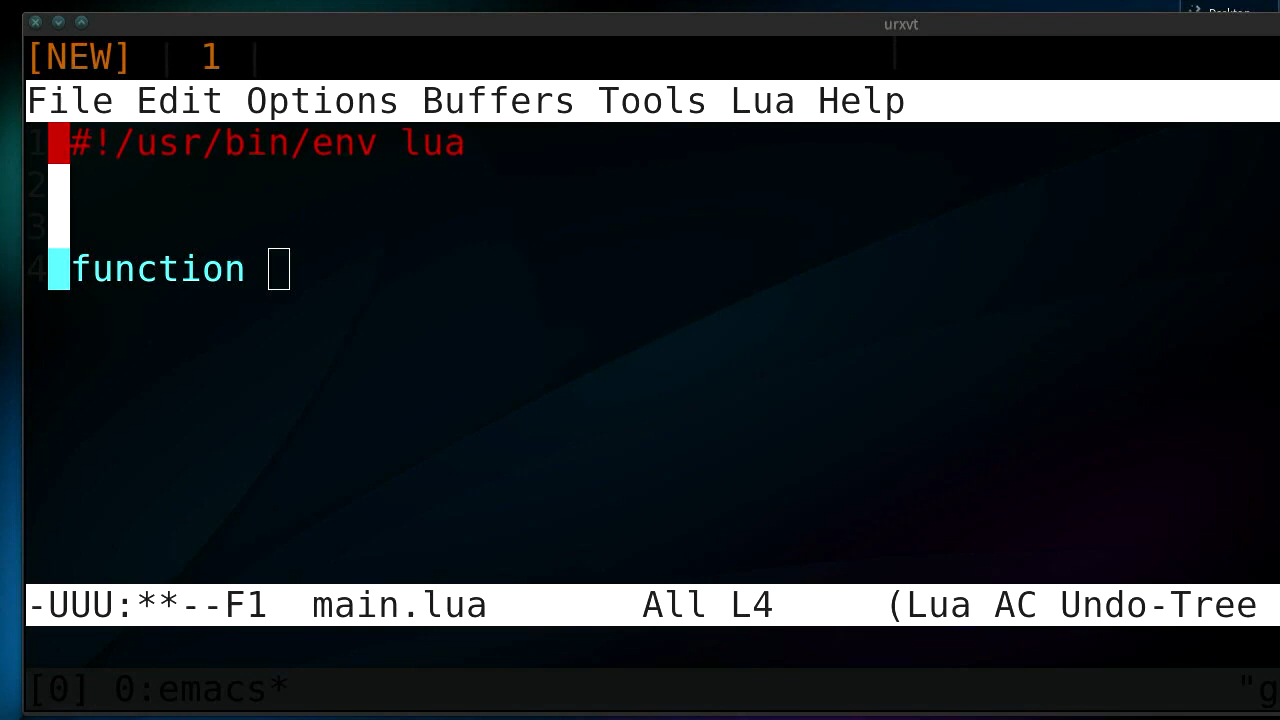 Desktop
urxvt
[NEW] | 1 |
File Edit Options Buffers Tools Lua Help
1 #!/usr/bin/env lua
2
3
4 function
-UUU:**--F1 main.lua All L4 (Lua AC Undo-Tree
[0] 0:emacs* "g